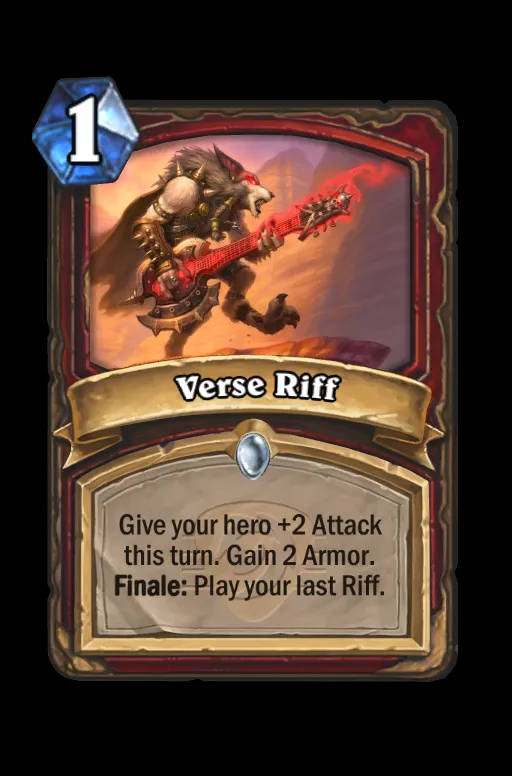 1
Verse Riff
Give your hero +2 Attack
this turn. Gain 2 Armor.
Finale: Play your last Riff.